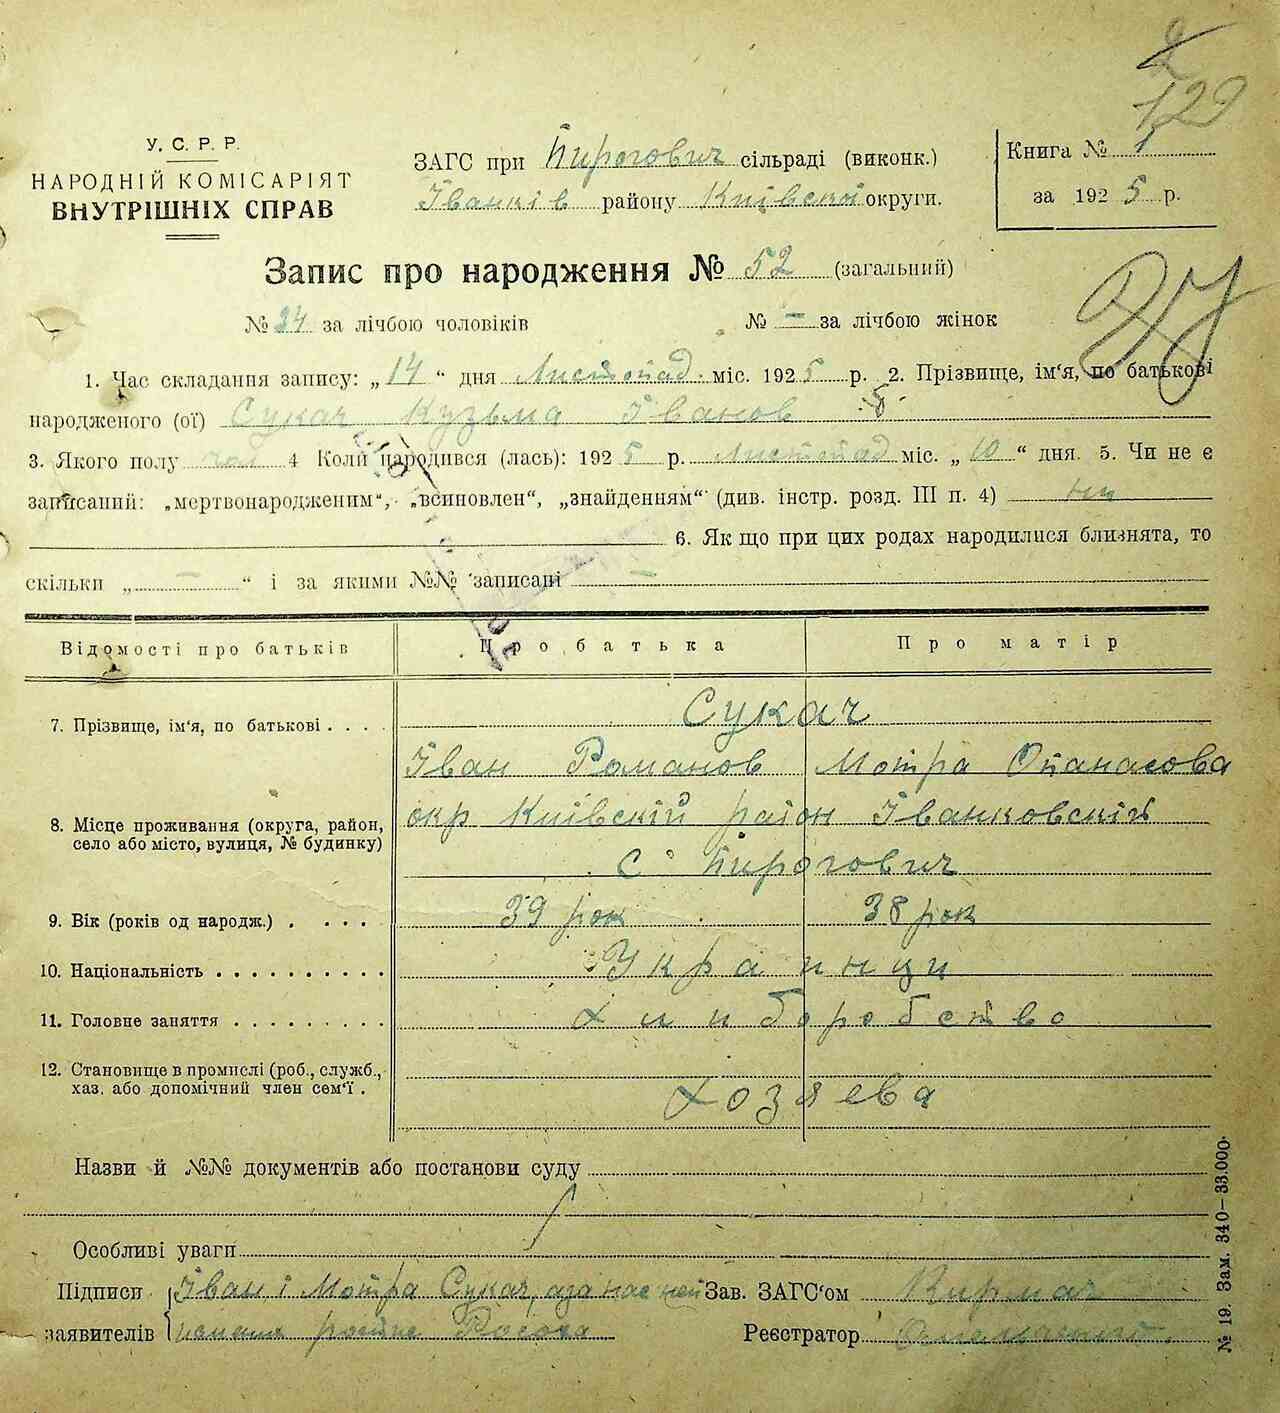 129
У. С. Р. Р.
НАРОДНІЙ КОМІСАРІЯТ
ВНУТРІШНІХ СПРАВ
ЗАГС при Пирогович сільраді (виконк.)
Іванків району Київскої округи.
Книга № 1
за 1925 р.
Запис про народження № 52 (загальний)
№ 34 за лічбою чоловіків № — за лічбою жінок
1. Час складання запису: „14“ дня Листопад міс. 1925 р. 2. Прізвище, ім‘я, по батькові
народженого (ої) Сукач Кузьма Іванов
3. Якого полу чол 4 Коли народився (лась): 1925 р. Листопад міс. „10“ дня. 5. Чи не є
записаний: „мертвонародженим“, „всиновлен“, „знайденням“ (див. інстр. розд. III п. 4) ни
6. Як що при цих родах народилися близнята, то
скільки „ — “ і за якими №№ записані —
Відомості про батьків Про батька Про матір
7. Прізвище, ім‘я, по батькові . . . . Сукач
Іван Романов Мотра Опанасова
8. Місце проживання (округа, район, село або місто, вулиця, № будинку) окр Київскій район Іванковскій
с Пирогович
9. Вік (років од народж.) . . . . . 39 рок 38 рок
10. Національність . . . . . . . . . . Украинци
11. Головне заняття . . . . . . . . . Хлиборобство
12. Становище в промислі (роб., службм., хаз. або допомічний член сем‘ї . Хозяева
Назви й №№ документів або постанови суду
Особливі уваги
Підписи Іван і Мотра Сукач, Зав. ЗАГС‘ом Кирмач
заявителів Реєстратор
№ 19. Зам. 340—33.000.